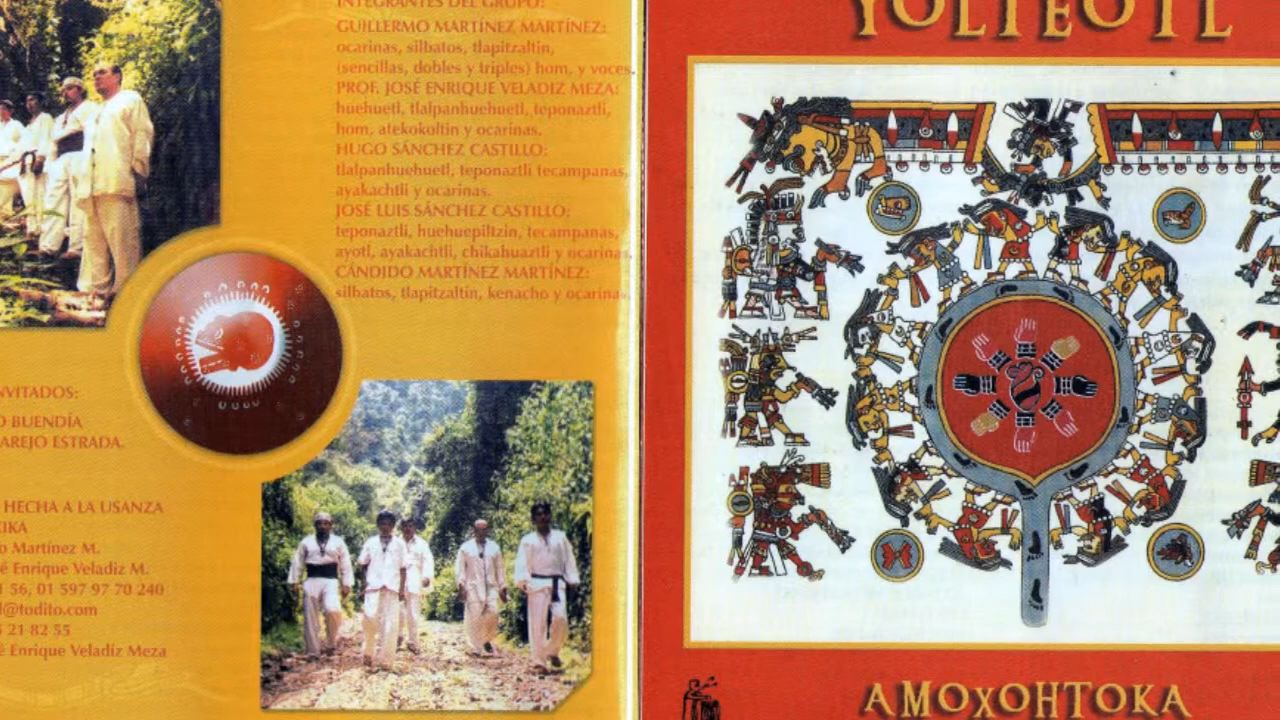 INTEGRANTES DEL GRUPO:
GUILLERMO MARTÍNEZ MARTÍNEZ:
ocarinas, silbatos, tlapitzaltin,
(sencillas, dobles y triples) hom, y voces.
PROF. JOSÉ ENRIQUE VELADIZ MEZA:
huehuetl, tlalpanhuehuetl, teponaztli,
hom, atekokoltin y ocarinas.
HUGO SÁNCHEZ CASTILLO:
tlalpanhuehuetl, teponaztli tecampanas,
ayakachtli y ocarinas.
JOSÉ LUIS SÁNCHEZ CASTILLO:
teponaztli, huehuepiltzin, tecampanas,
ayotl, ayakachtli, chikahuaztli y ocarinas.
CÁNDIDO MARTÍNEZ MARTÍNEZ:
silbatos, tlapitzaltin, kenacho y ocarinas.
NVITADOS:
O BUENDÍA
AREJO ESTRADA.
HECHA A LA USANZA
XIKA
o Martínez M.
é Enrique Veladiz M.
1 56, 01 597 97 70 240
l@todito.com
21 82 55
é Enrique Veladíz Meza
YOLTEOTL
AMOXOHTOKA